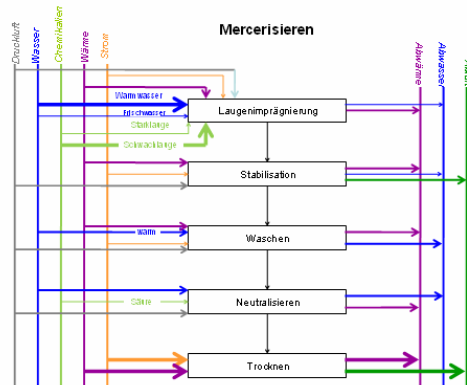 Mercerisieren
Druckluft
Wasser
Chemikalien
Wärme
Strom
Abwärme
Abwasser
Warmwasser
Frischwasser
Starklauge
Schwachlauge
Laugenimprägnierung
Stabilisation
Warm
Waschen
Säure
Neutralisieren
Trocknen